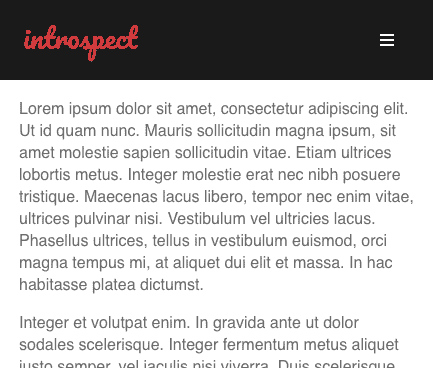 introspect
Lorem ipsum dolor sit amet, consectetur adipiscing elit.
Ut id quam nunc. Mauris sollicitudin magna ipsum, sit
amet molestie sapien sollicitudin vitae. Etiam ultrices
lobortis metus. Integer molestie erat nec nibh posuere
tristique. Maecenas lacus libero, tempor nec enim vitae,
ultrices pulvinar nisi. Vestibulum vel ultricies lacus.
Phasellus ultrices, tellus in vestibulum euismod, orci
magna tempus mi, at aliquet dui elit et massa. In hac
habitasse platea dictumst.
Integer et volutpat enim. In gravida ante ut dolor
sodales scelerisque. Integer fermentum metus aliquet
justo semper, vel iaculis nisi viverra. Duis scelerisque